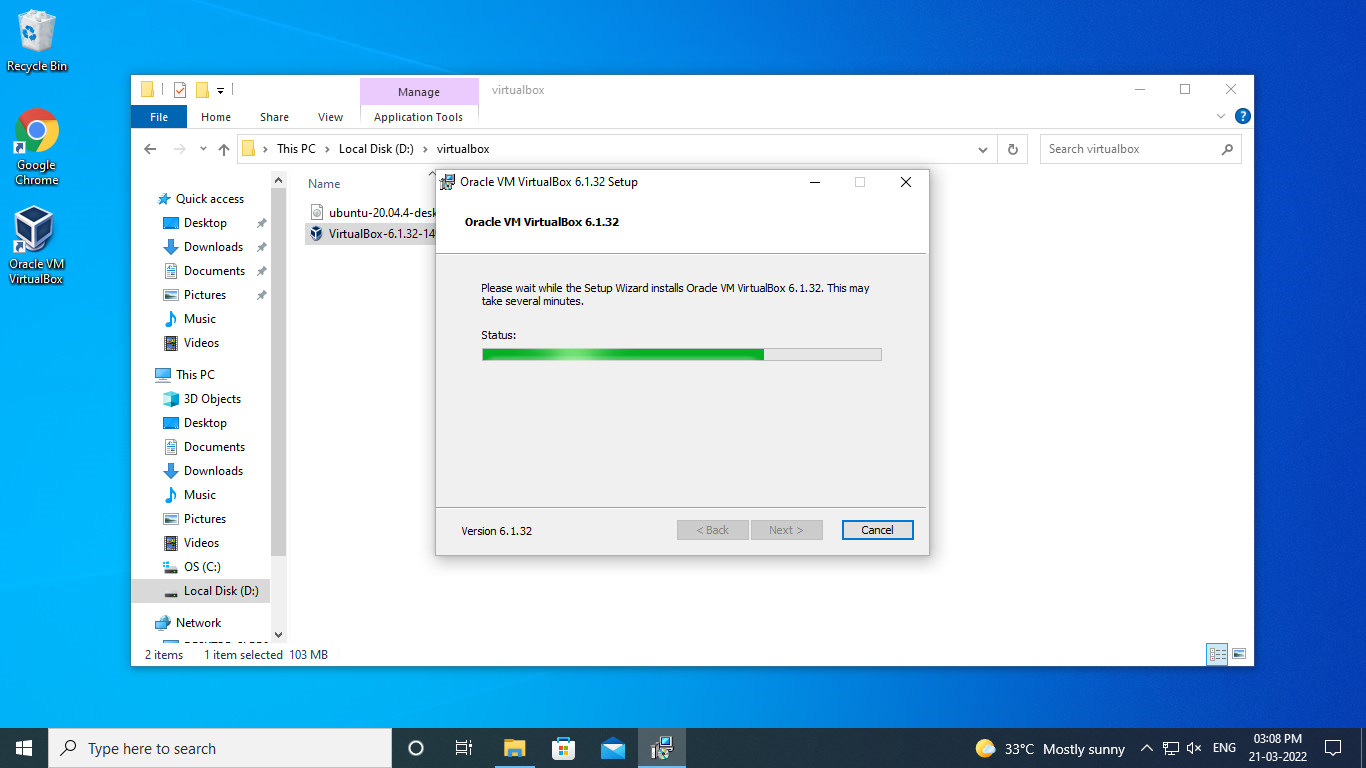 Recycle Bin
Google
Chrome
Oracle VM
VirtualBox
Manage
virtualbox
File
Home
Share
View
Application Tools
This PC
Local Disk (D:)
virtualbox
Search virtualbox
Quick access
Desktop
Downloads
Documents
Pictures
Music
Videos
This PC
3D Objects
Desktop
Documents
Downloads
Music
Pictures
Videos
OS (C:)
Local Disk (D:)
Network
Name
ubuntu-20.04.4-desk
VirtualBox-6.1.32-149
Oracle VM VirtualBox 6.1.32 Setup
Oracle VM VirtualBox 6.1.32
Please wait while the Setup Wizard installs Oracle VM VirtualBox 6.1.32. This may
take several minutes.
Status:
Version 6.1.32
< Back
Next >
Cancel
2 items
1 item selected
103 MB
Type here to search
33°C
Mostly sunny
ENG
03:08 PM
21-03-2022